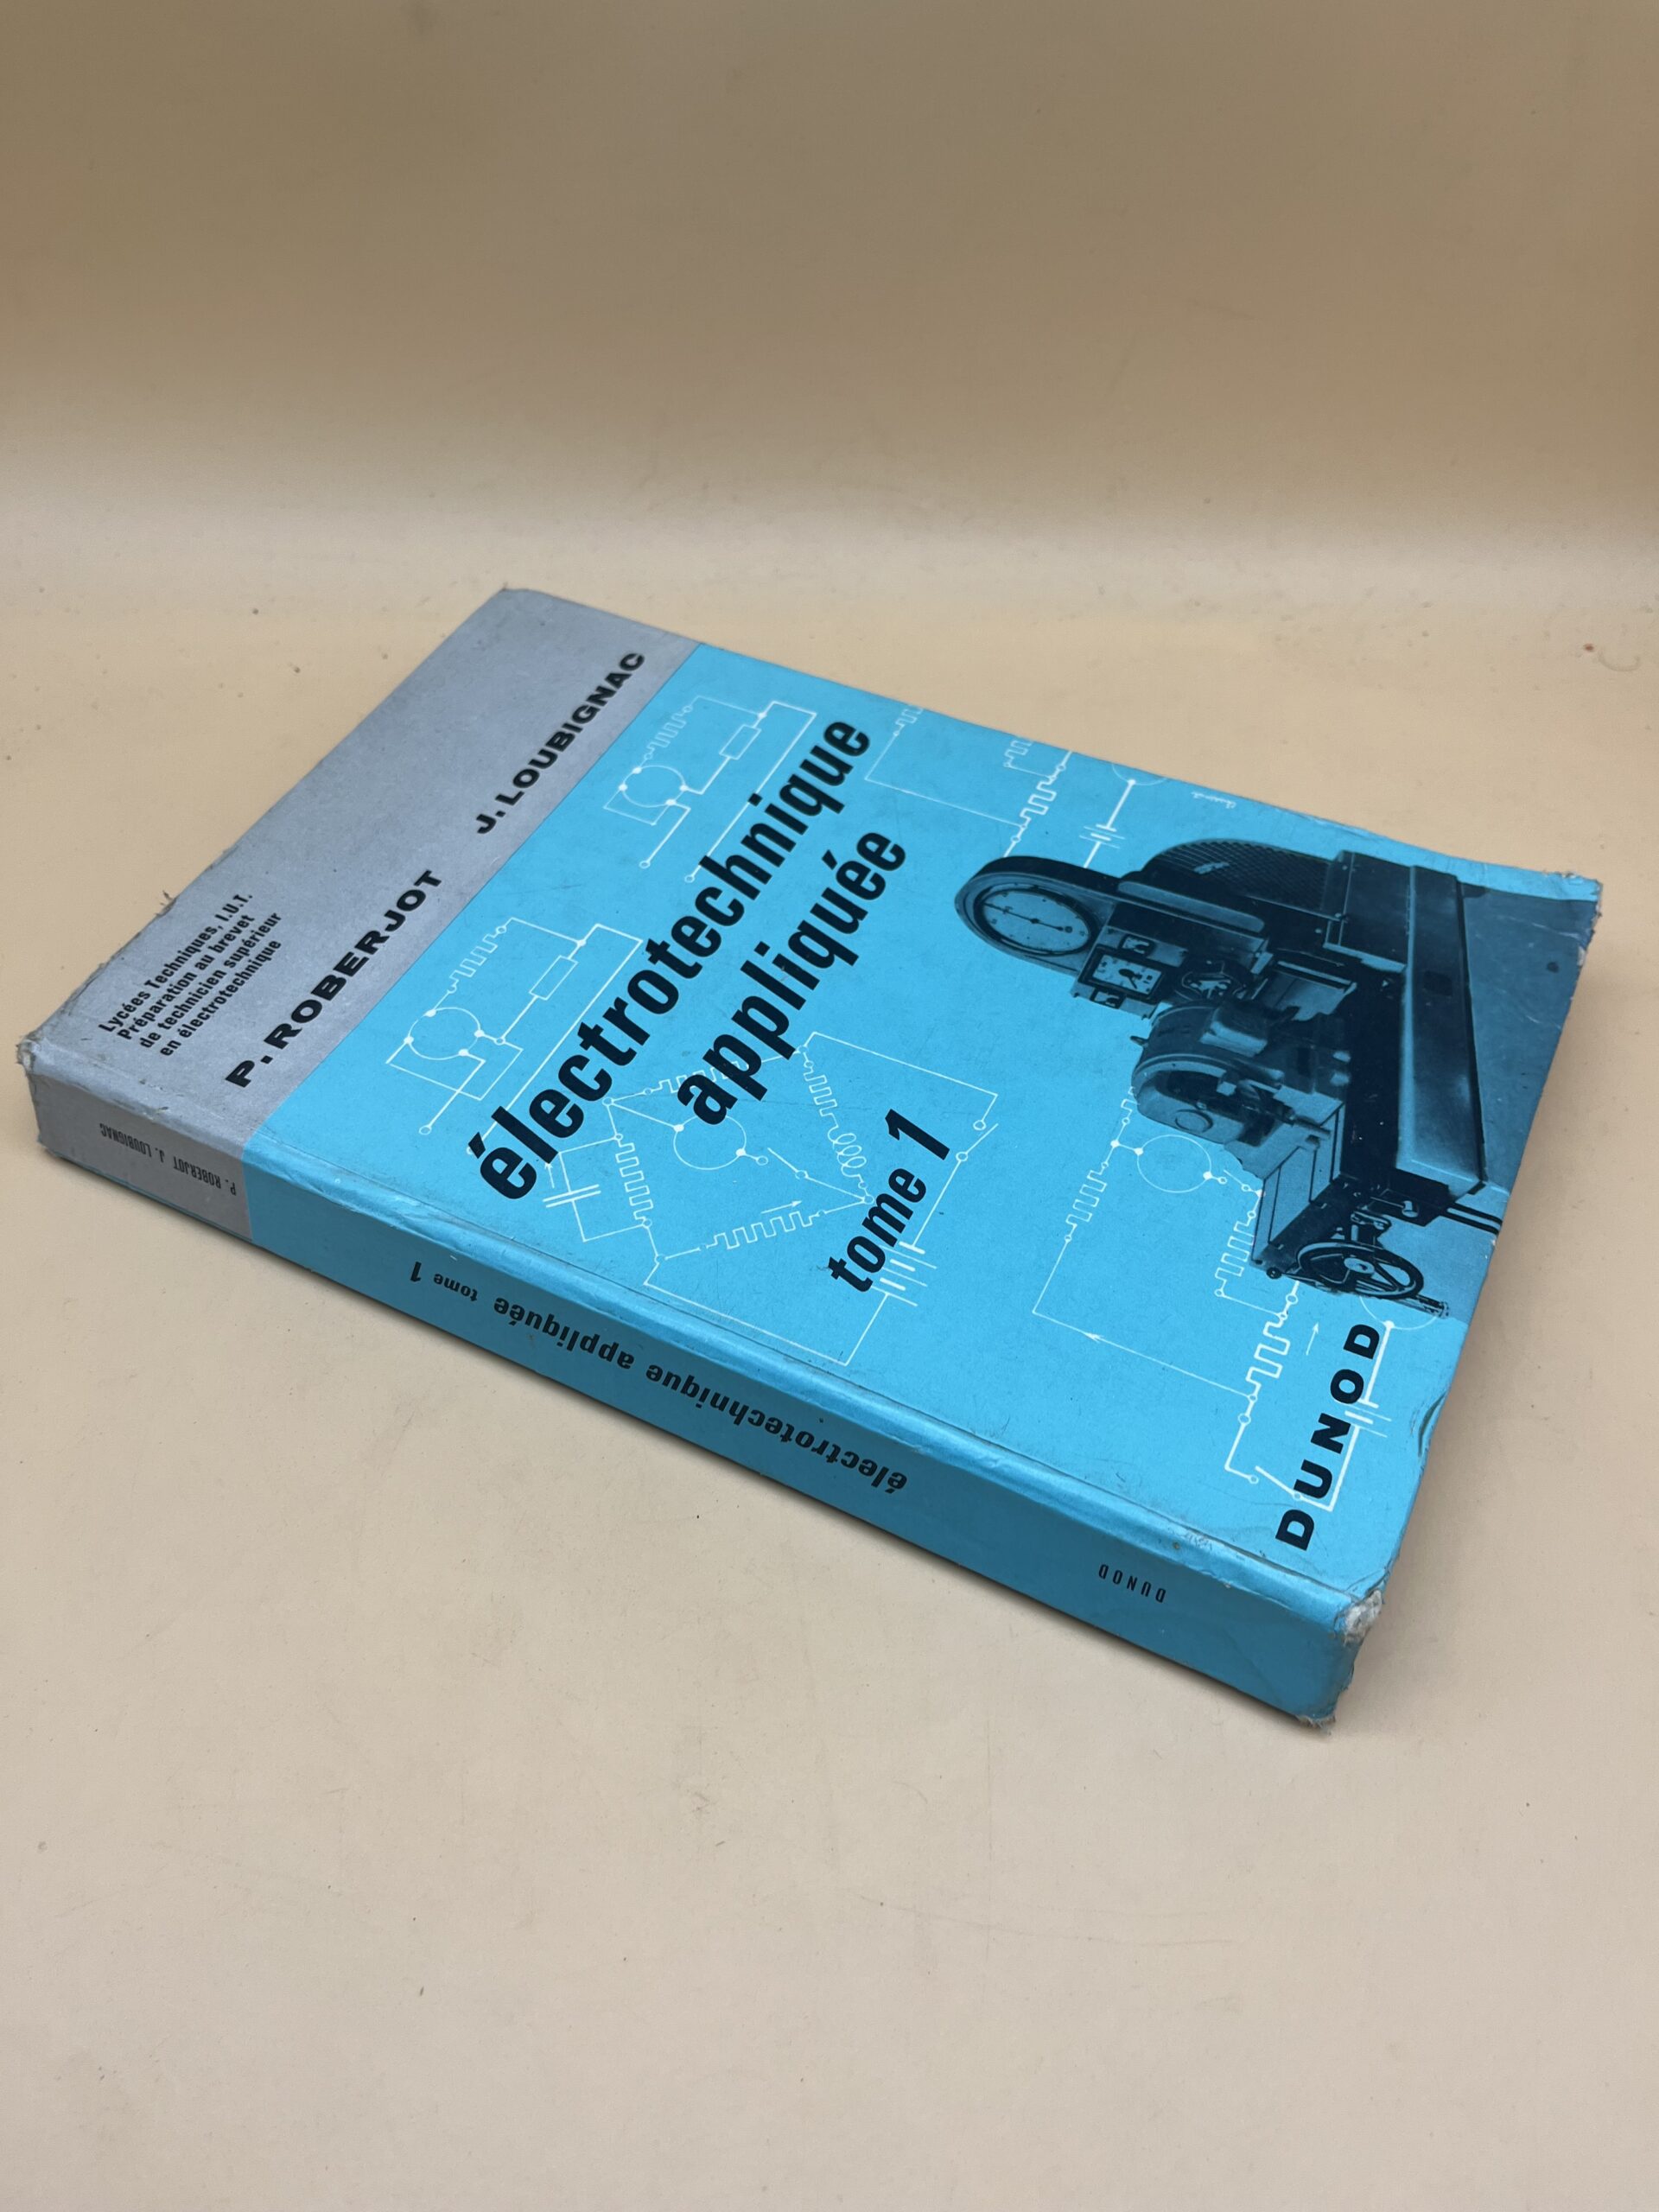 Lycées Techniques, I.U.T.
Préparation au brevet
de technicien supérieur
en électrotechnique
P. ROBERJOT J. LOUBIGNAC
électrotechnique
appliquée
tome 1
DUNOD
P. ROBERJOT J. LOUBIGNAC
électrotechnique appliquée tome 1
DUNOD